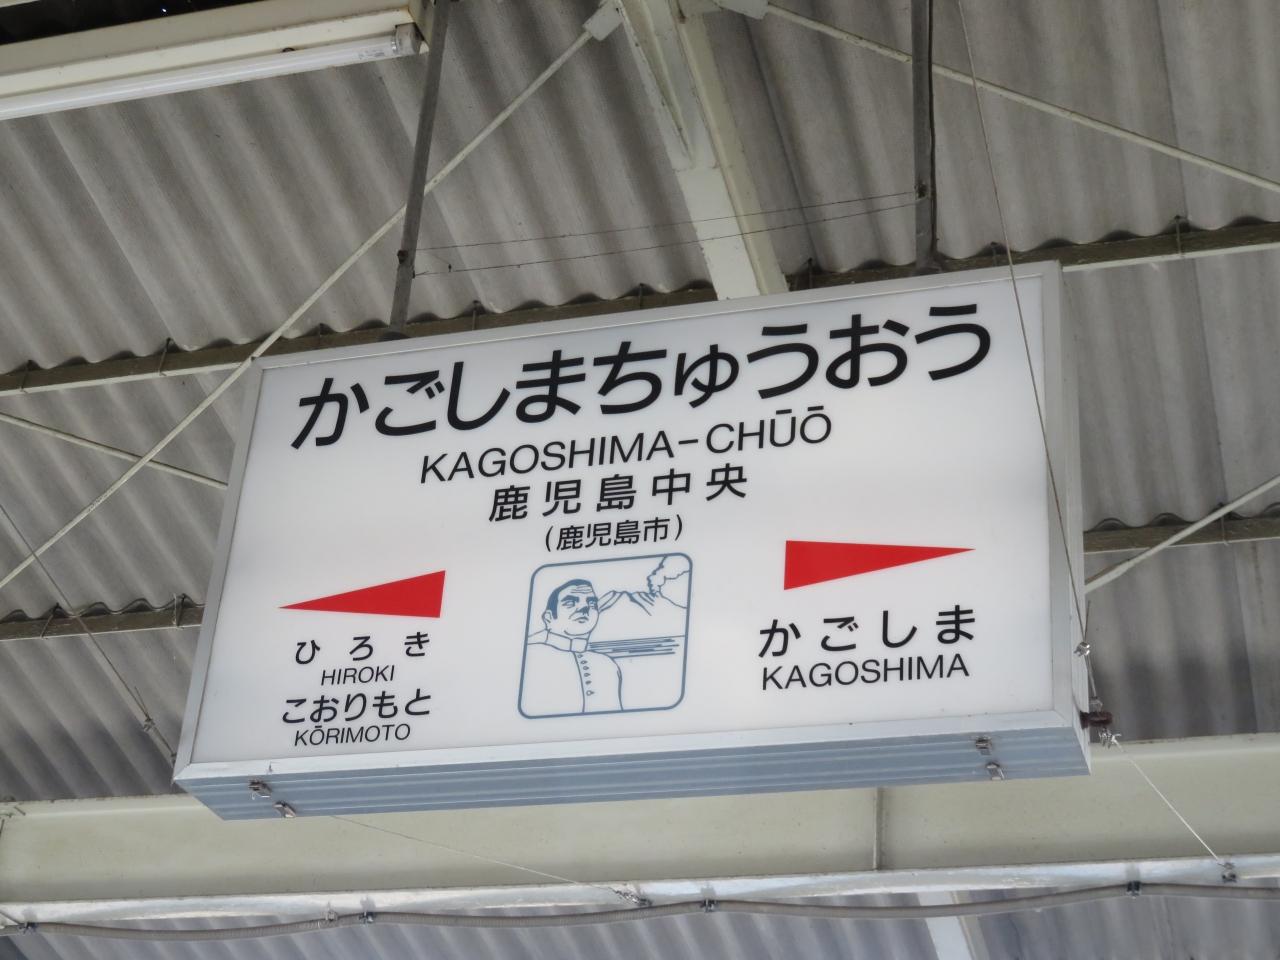 かごしまちゅうおう
KAGOSHIMA-CHŪŌ
鹿児島中央
(鹿児島市)
ひろき
HIROKI
こおりもと
KŌRIMOTO
かごしま
KAGOSHIMA